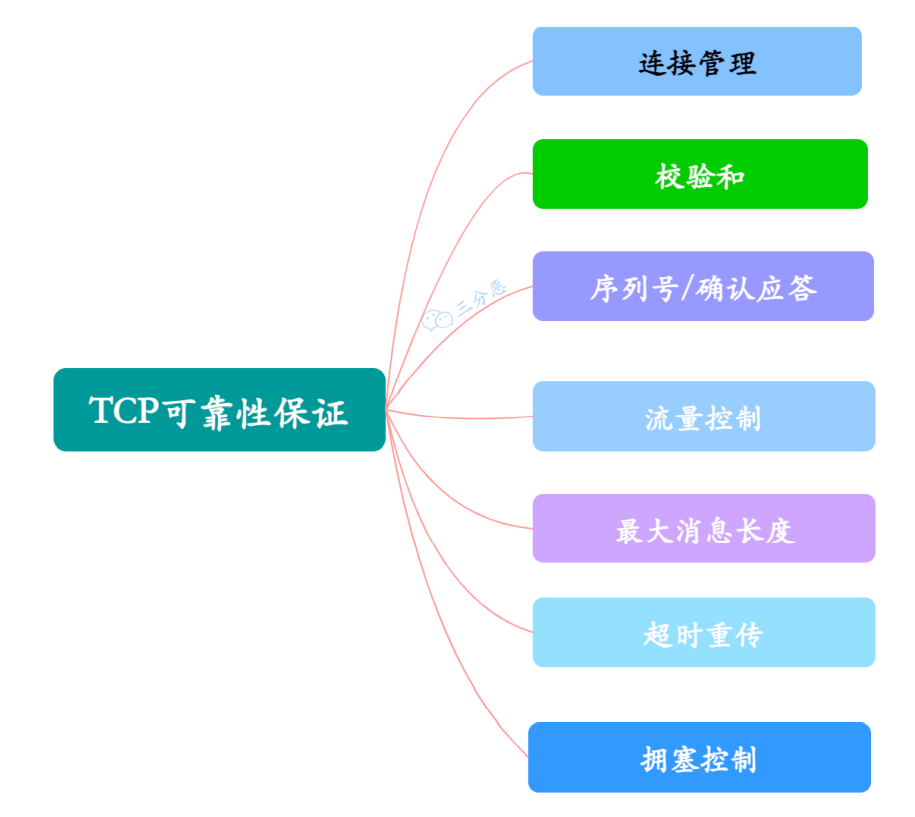 连接管理
校验和
序列号/确认应答
三分恶
TCP可靠性保证
流量控制
最大消息长度
超时重传
拥塞控制